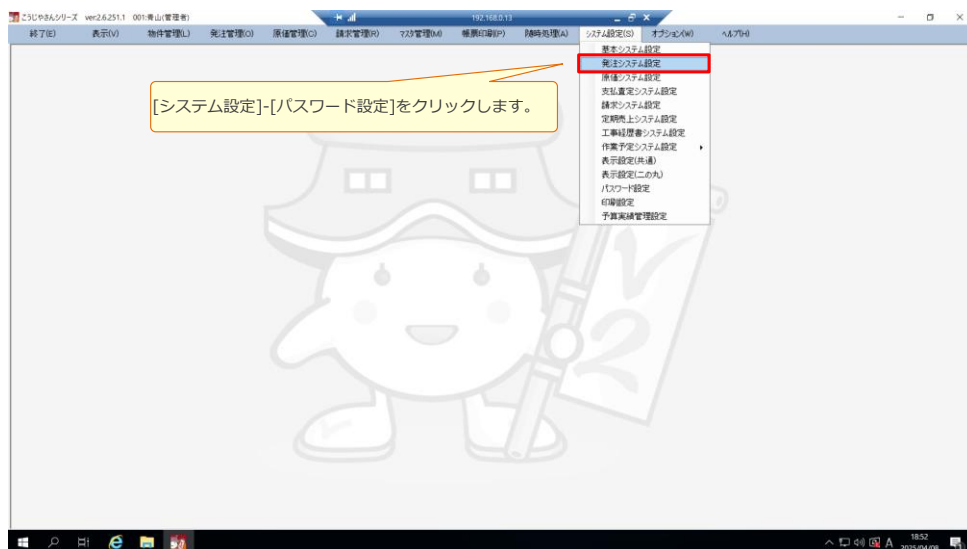 こうじやさんシリーズ ver.2.6.251.1 001:青山(管理者)
192.168.0.13
終了(E) 表示(V) 物件管理(L) 発注管理(O) 原価管理(C) 請求管理(R) マスタ管理(M) 帳票印刷(P) 随時処理(A) システム設定(S) オプション(W) ヘルプ(H)
基本システム設定
発注システム設定
原価システム設定
支払査定システム設定
請求システム設定
定期売上システム設定
工事経歴書システム設定
作業予定システム設定
表示設定(共通)
表示設定(二の丸)
パスワード設定
印刷設定
予算実績管理設定
[システム設定]-[パスワード設定]をクリックします。
V2
A 18:52
2025/04/08